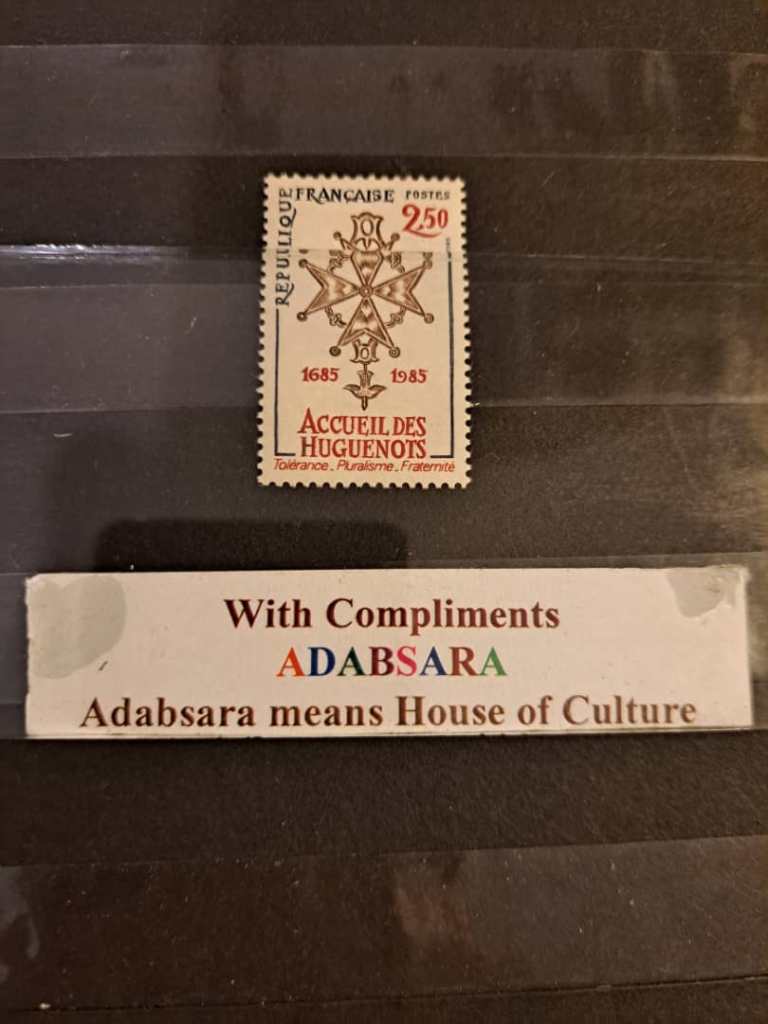 RÉPUBLIQUE
FRANÇAISE POSTES
2,50
1685 1985
ACCUEIL DES
HUGUENOTS
Tolérance _ Pluralisme _ Fraternité
With Compliments
ADABSARA
Adabsara means House of Culture